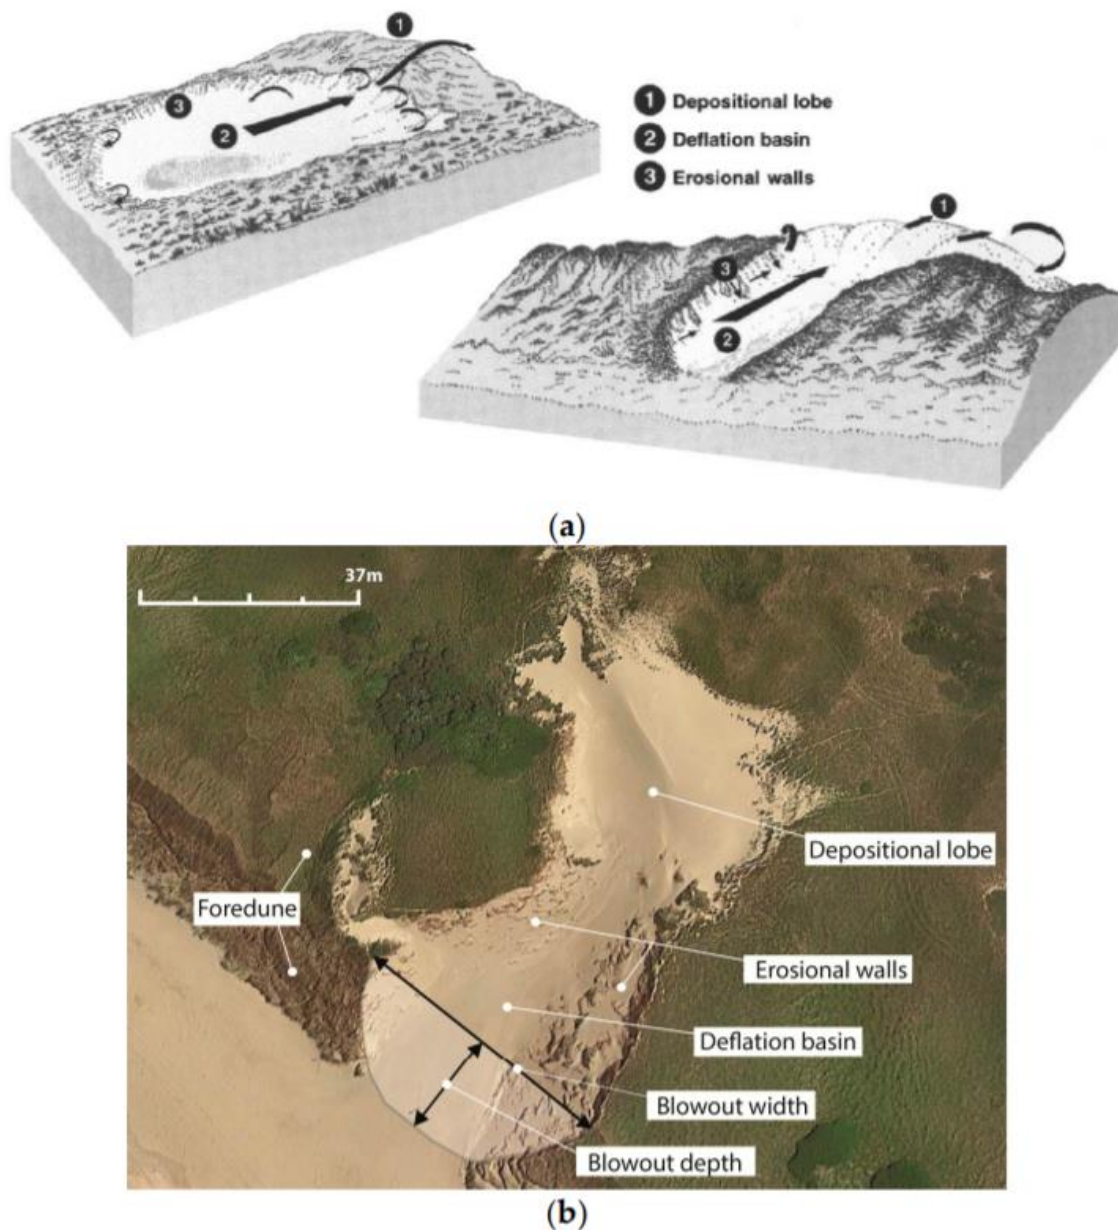 1
3
2
1 Depositional lobe
2 Deflation basin
3 Erosional walls
1
3
2
(a)
37m
Depositional lobe
Foredune
Erosional walls
Deflation basin
Blowout width
Blowout depth
(b)